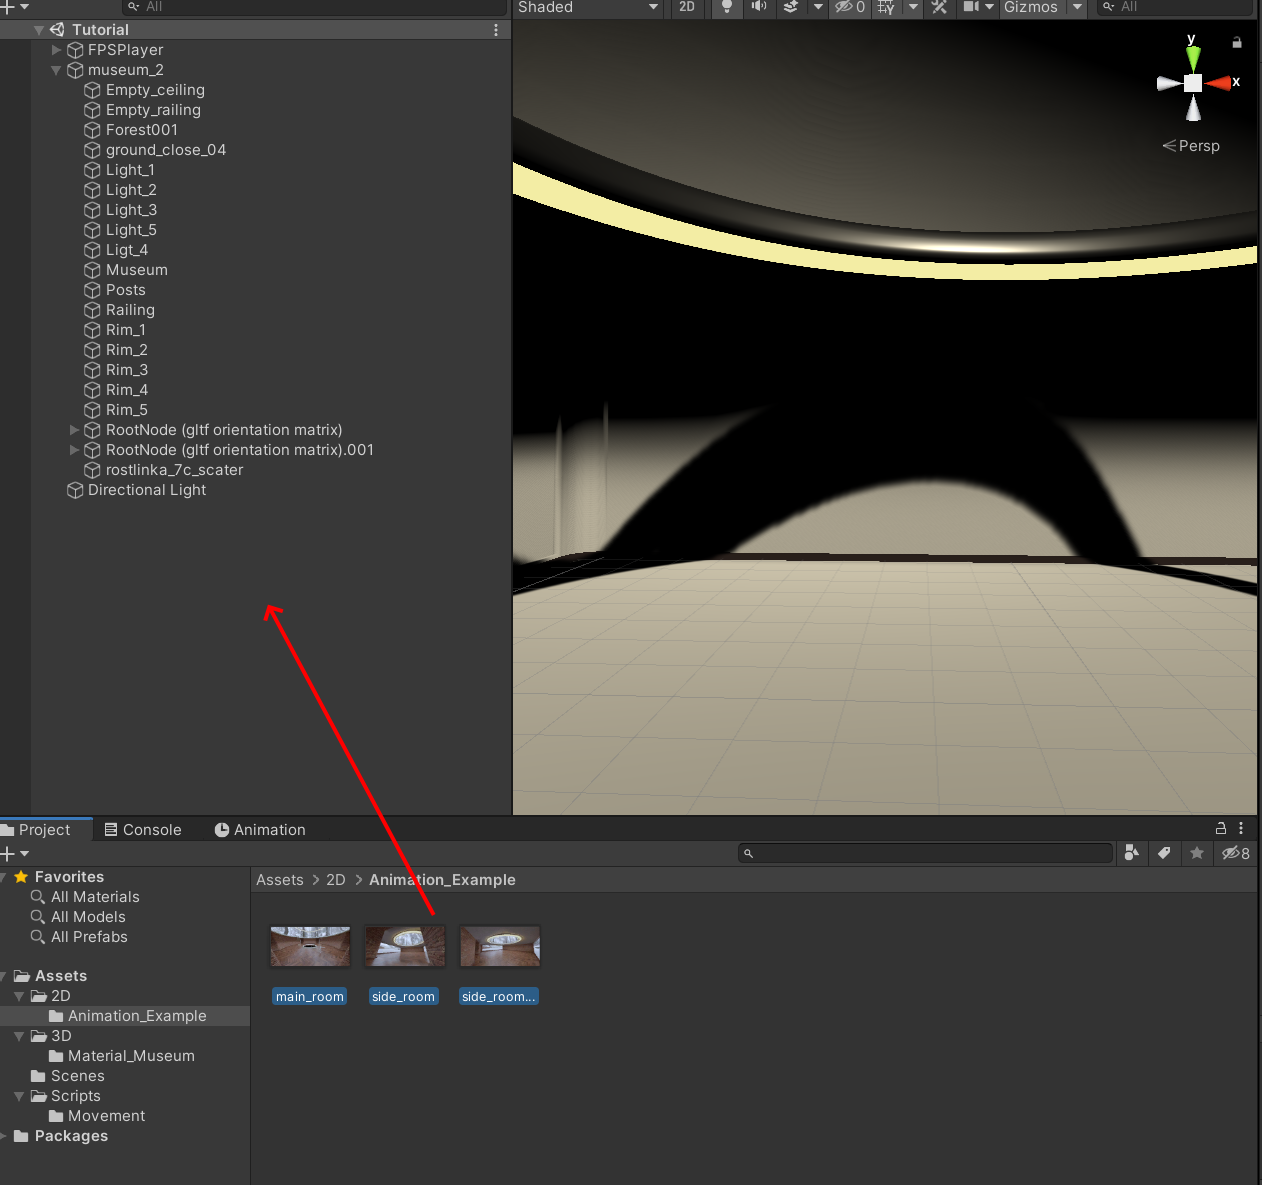 All
Tutorial
FPSPlayer
museum_2
Empty_ceiling
Empty_railing
Forest001
ground_close_04
Light_1
Light_2
Light_3
Light_5
Ligt_4
Museum
Posts
Railing
Rim_1
Rim_2
Rim_3
Rim_4
Rim_5
RootNode (gltf orientation matrix)
RootNode (gltf orientation matrix).001
rostlinka_7c_scater
Directional Light
Shaded 2D 0 Gizmos All
y
x
Persp
Project Console Animation
8
Favorites
All Materials
All Models
All Prefabs
Assets
2D
Animation_Example
3D
Material_Museum
Scenes
Scripts
Movement
Packages
Assets > 2D > Animation_Example
main_room side_room side_room...